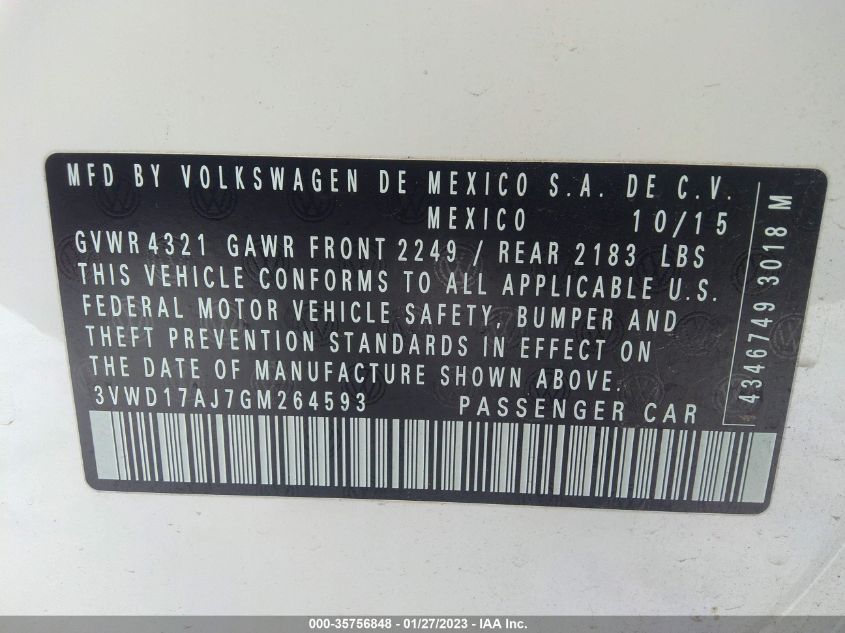 MFD BY VOLKSWAGEN DE MEXICO S.A. DE C.V.
MEXICO 10/15
GVWR 4321 GAWR FRONT 2249 / REAR 2183 LBS
THIS VEHICLE CONFORMS TO ALL APPLICABLE U.S.
FEDERAL MOTOR VEHICLE SAFETY, BUMPER AND
THEFT PREVENTION STANDARDS IN EFFECT ON
THE DATE OF MANUFACTURE SHOWN ABOVE.
3VWD17AJ7GM264593 PASSENGER CAR
4346749 3018 M
000-35756848 - 01/27/2023 - IAA Inc.